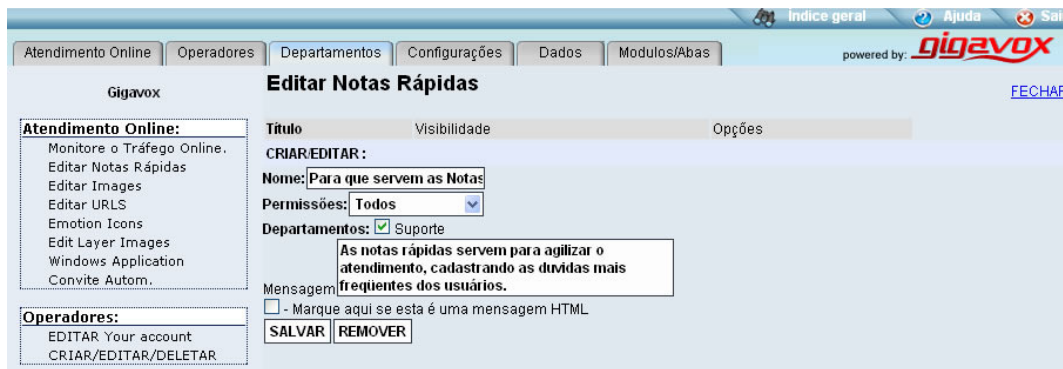 Índice geral Ajuda
Atendimento Online Operadores Departamentos Configurações Dados Modulos/Abas powered by: gigavox
Gigavox
Editar Notas Rápidas
FECHAR
Atendimento Online:
Monitore o Tráfego Online.
Editar Notas Rápidas
Editar Images
Editar URLS
Emotion Icons
Edit Layer Images
Windows Application
Convite Autom.
Operadores:
EDITAR Your account
CRIAR/EDITAR/DELETAR
Título Visibilidade Opções
CRIAR/EDITAR :
Nome: Para que servem as Notas
Permissões: Todos
Departamentos: Suporte
As notas rápidas servem para agilizar o
atendimento, cadastrando as duvidas mais
Mensagem freqüentes dos usuários.
- Marque aqui se esta é uma mensagem HTML
SALVAR REMOVER